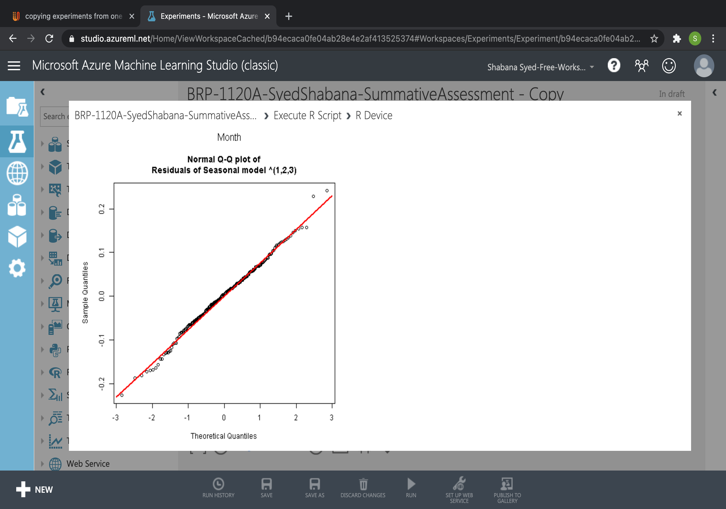 copying experiments from one
Experiments - Microsoft Azure
studio.azureml.net/Home/ViewWorkspaceCached/b94ecaca0fe04ab28e4e2af413525374#Workspaces/Experiments/Experiment/b94ecaca0fe04ab2...
S
Microsoft Azure Machine Learning Studio (classic)
Shabana Syed-Free-Works...
BRP-1120A-SyedShabana-SummativeAssessment - Copy
In draft
Search
BRP-1120A-SyedShabana-SummativeAss... > Execute R Script > R Device
x
Month
Normal Q-Q plot of
Residuals of Seasonal model ^(1,2,3)
Sample Quantiles
0.2
0.1
0.0
-0.1
-0.2
-3 -2 -1 0 1 2 3
Theoretical Quantiles
Web Service
NEW
RUN HISTORY
SAVE
SAVE AS
DISCARD CHANGES
RUN
SET UP WEB
SERVICE
PUBLISH TO
GALLERY